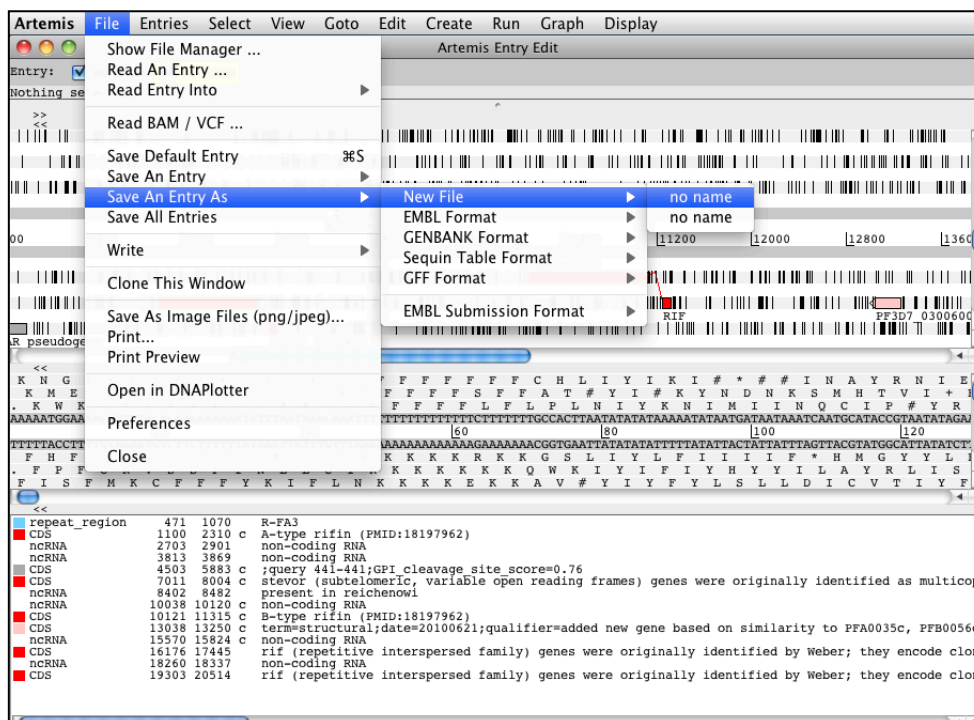 Artemis File Entries Select View Goto Edit Create Run Graph Display
Artemis Entry Edit
Entry:
Nothing se
Show File Manager ...
Read An Entry ...
Read Entry Into
Read BAM / VCF ...
Save Default Entry ⌘S
Save An Entry
Save An Entry As
Save All Entries
Write
Clone This Window
Save As Image Files (png/jpeg)...
Print...
Print Preview
Open in DNAPlotter
Preferences
Close
New File
EMBL Format
GENBANK Format
Sequin Table Format
GFF Format
EMBL Submission Format
no name
no name
>>
<<
00 11200 12000 12800 1360
RIF PF3D7_0300600
R pseudoge
<<
K N G F F F F F F C H L I Y I K I # * # # I N A Y R N I E
K M E F F F F S F F A T # Y I # K Y N D N K S M H T V I +
. K W K F F F F L F L P L N I Y K N I M I I N Q C I P # Y R
60 80 100 120
F H F K K K K R K K G S L I Y L F I I I I F * H M G Y Y L
<<
repeat_region 471 1070 R-FA3
CDS 1100 2310 c A-type rifin (PMID:18197962)
ncRNA 2703 2901 non-coding RNA
ncRNA 3813 3869 non-coding RNA
CDS 4503 5883 c ;query 441-441;GPI_cleavage_site_score=0.76
CDS 7011 8004 c stevor (subtelomeric, variable open reading frames) genes were originally identified as multicop
ncRNA 8402 8482 present in reichenowi
ncRNA 10038 10120 c non-coding RNA
CDS 10121 11315 c B-type rifin (PMID:18197962)
CDS 13038 13250 c term=structural;date=20100621;qualifier=added new gene based on similarity to PFA0035c, PFB0056c
ncRNA 15570 15824 c non-coding RNA
CDS 16176 17445 rif (repetitive interspersed family) genes were originally identified by Weber; they encode clo
ncRNA 18260 18337 non-coding RNA
CDS 19303 20514 rif (repetitive interspersed family) genes were originally identified by Weber; they encode clo